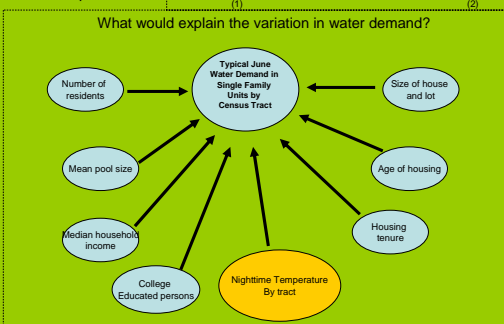 (1)
(2)
What would explain the variation in water demand?
Typical June
Water Demand in
Single Family
Units by
Census Tract
Number of
residents
Size of house
and lot
Mean pool size
Age of housing
Median household
income
Housing
tenure
College
Educated persons
Nighttime Temperature
By tract